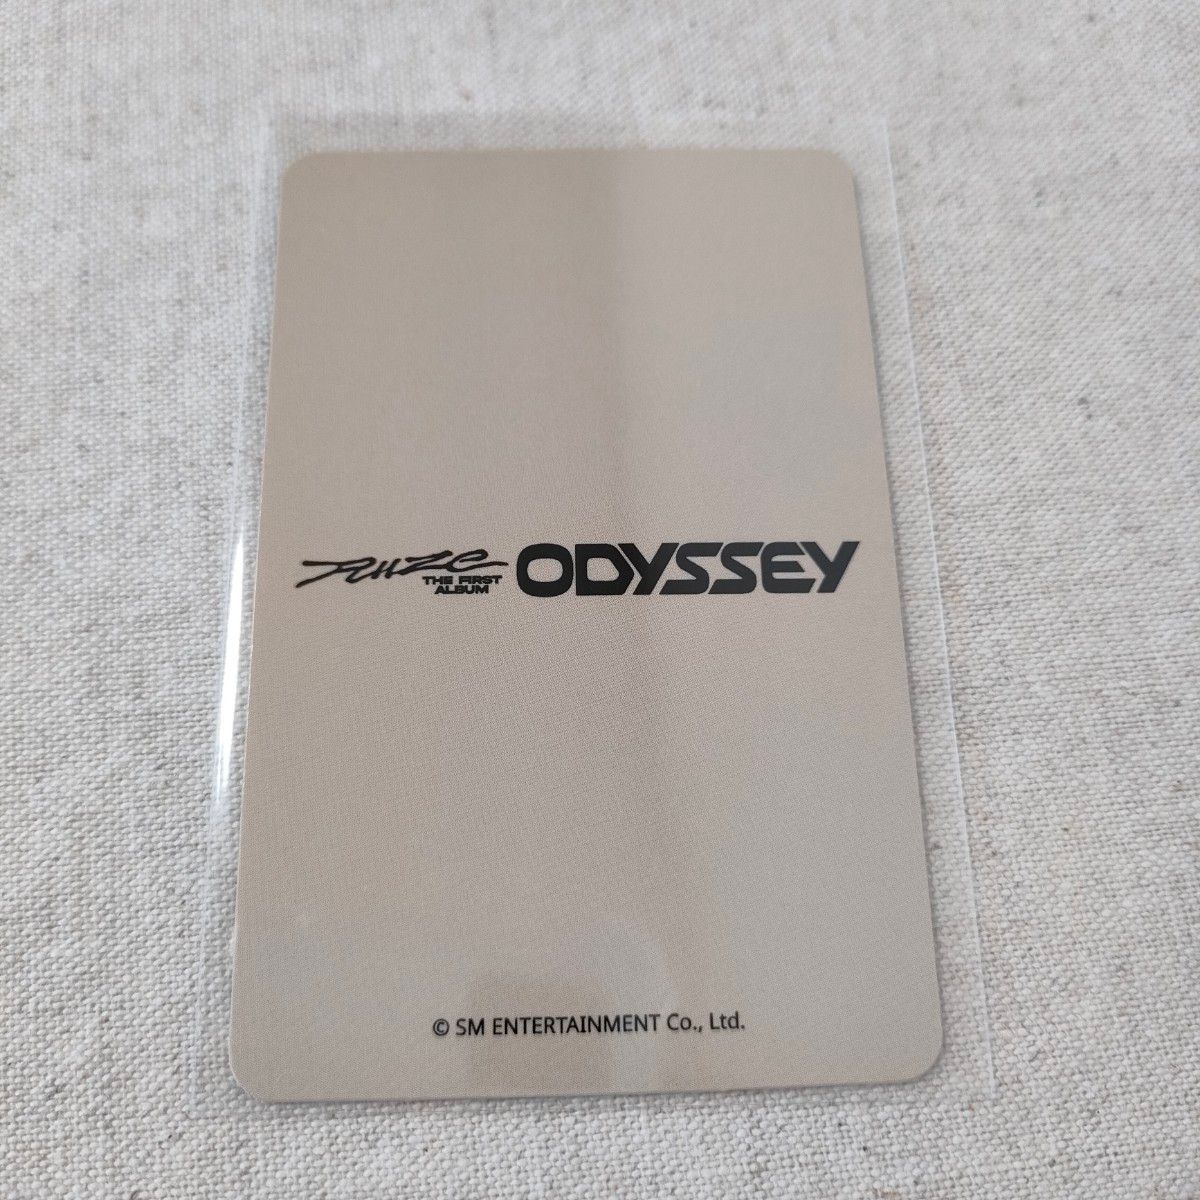 RIIZE THE FIRST ALBUM ODYSSEY
© SM ENTERTAINMENT Co., Ltd.